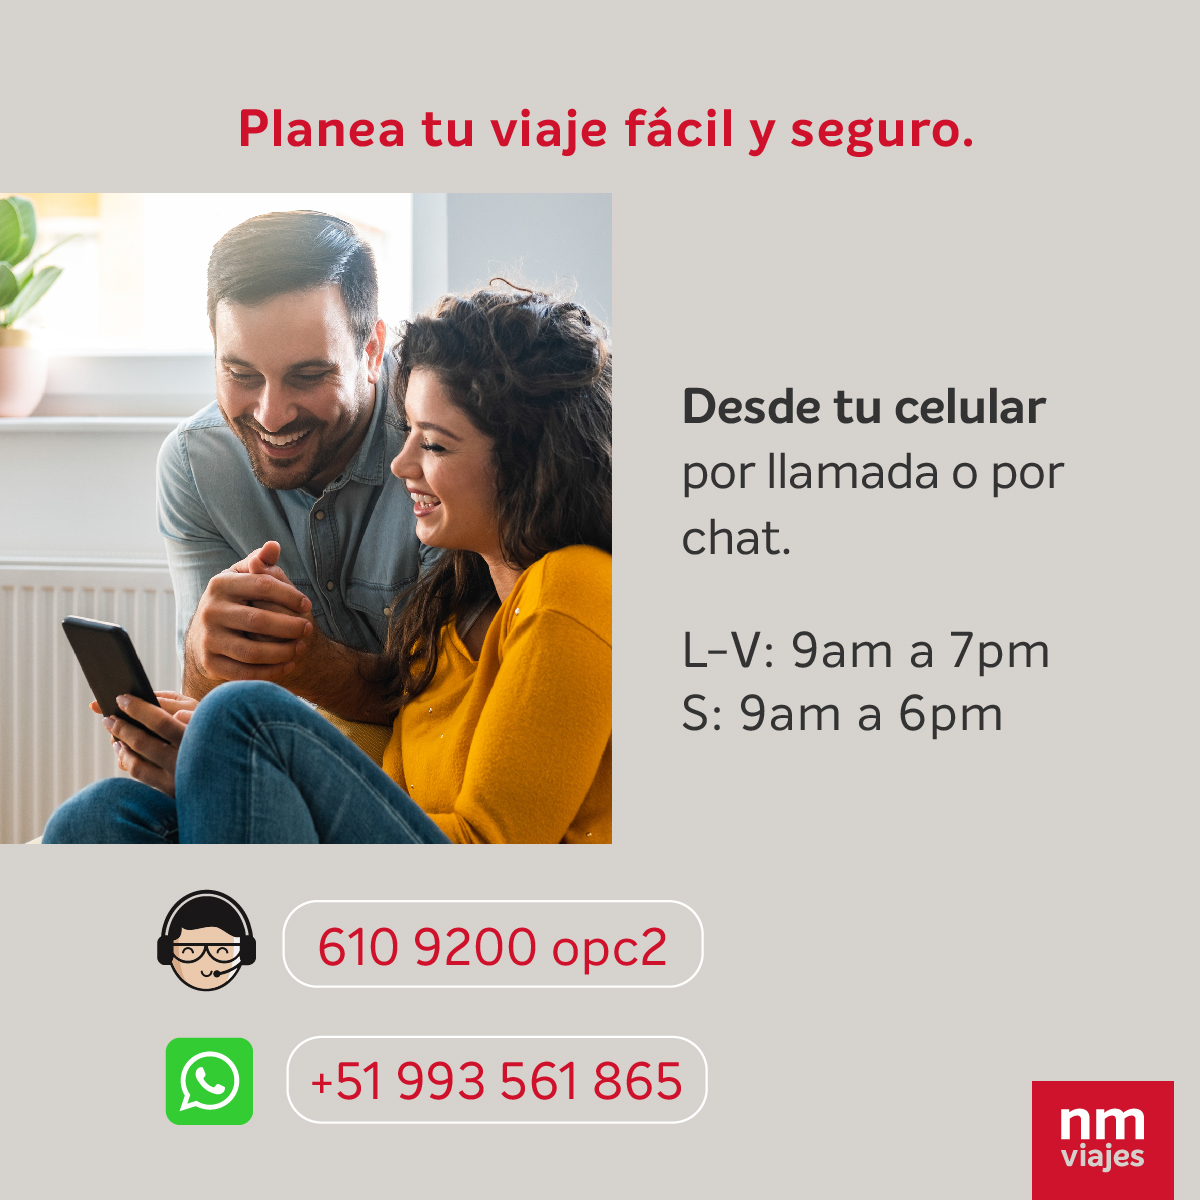 Planea tu viaje fácil y seguro.
Desde tu celular
por llamada o por
chat.
L-V: 9am a 7pm
S: 9am a 6pm
610 9200 opc2
+51 993 561 865
nm
viajes